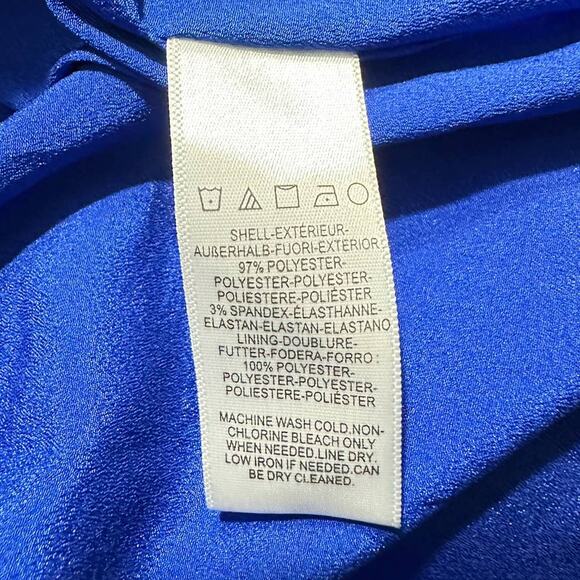 SHELL-EXTÉRIEUR-
AUßERHALB-FUORI-EXTERIOR:
97% POLYESTER-
POLYESTER-POLYESTER-
POLIESTERE-POLIÉSTER
3% SPANDEX-ÉLASTHANNE-
ELASTAN-ELASTAN-ELASTANO
LINING-DOUBLURE-
FUTTER-FODERA-FORRO :
100% POLYESTER-
POLYESTER-POLYESTER-
POLIESTERE-POLIÉSTER
MACHINE WASH COLD.NON-
CHLORINE BLEACH ONLY
WHEN NEEDED.LINE DRY.
LOW IRON IF NEEDED.CAN
BE DRY CLEANED.